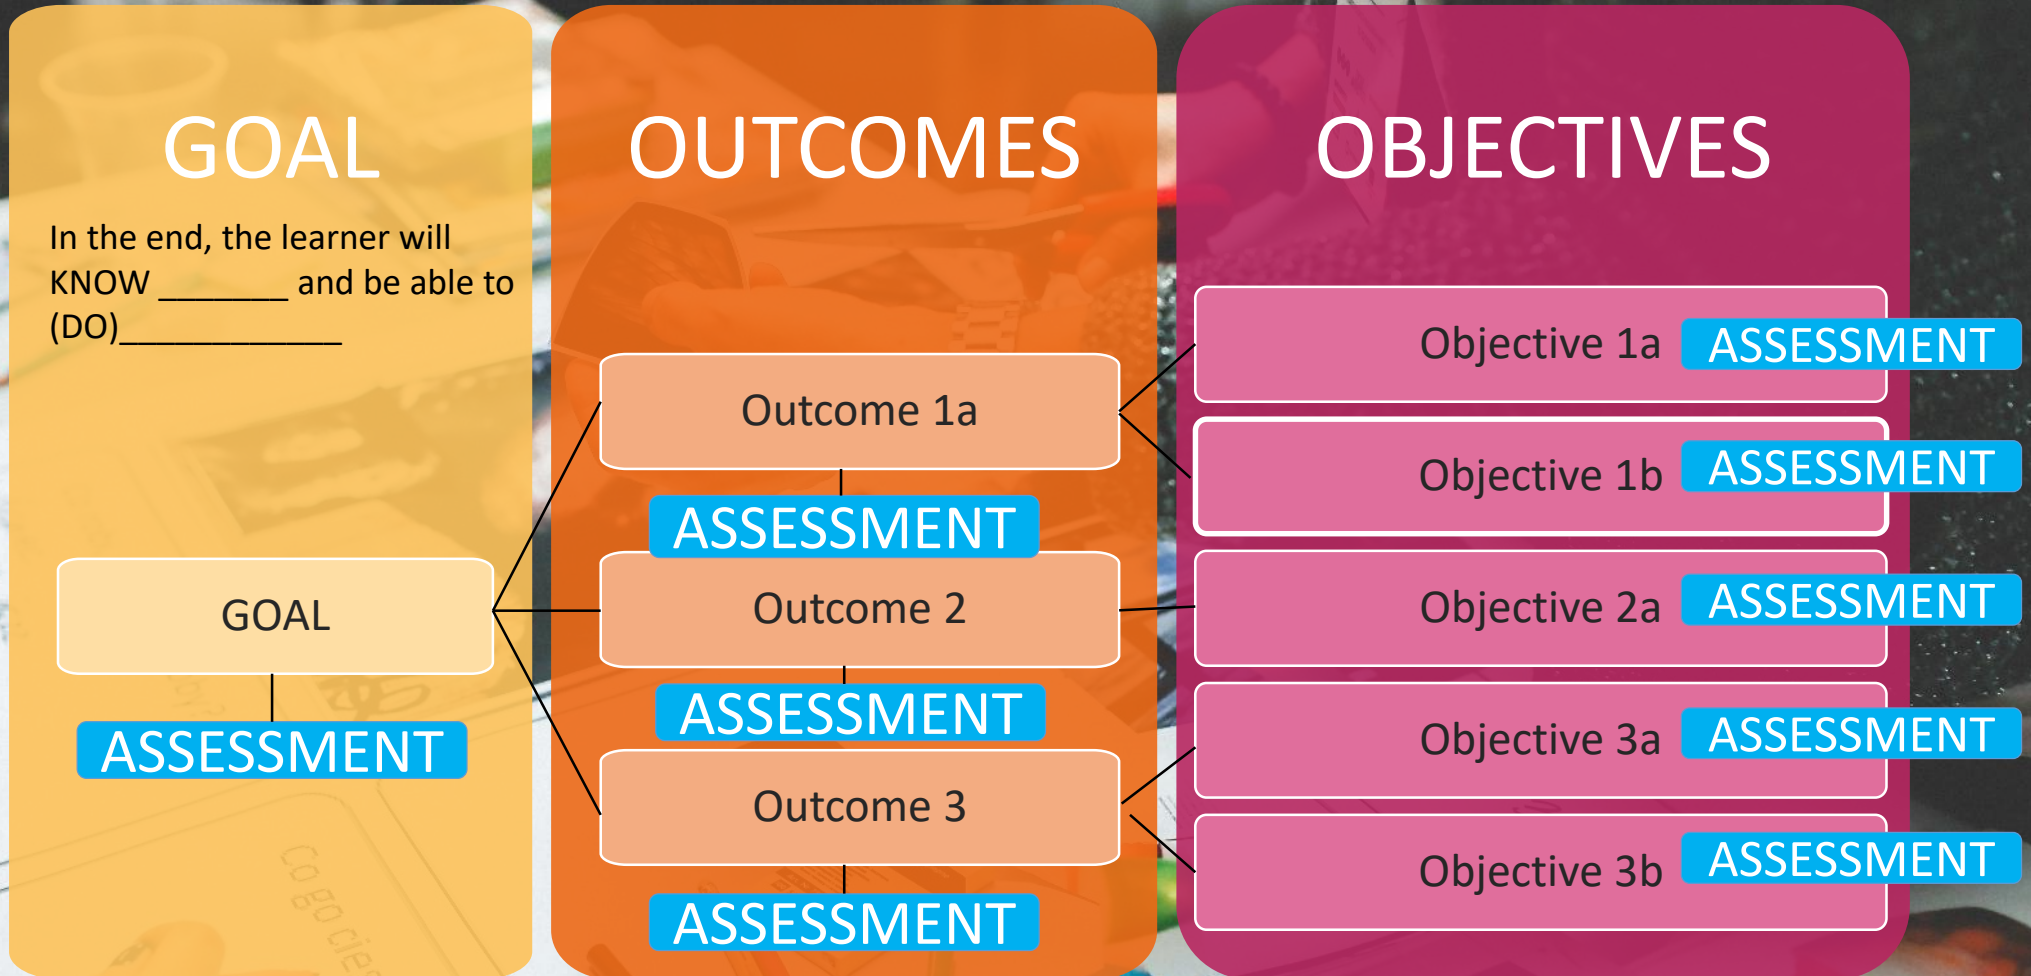 GOAL
In the end, the learner will
KNOW _______ and be able to
(DO)____________
GOAL
ASSESSMENT
OUTCOMES
Outcome 1a
ASSESSMENT
Outcome 2
ASSESSMENT
Outcome 3
ASSESSMENT
OBJECTIVES
Objective 1a ASSESSMENT
Objective 1b ASSESSMENT
Objective 2a ASSESSMENT
Objective 3a ASSESSMENT
Objective 3b ASSESSMENT